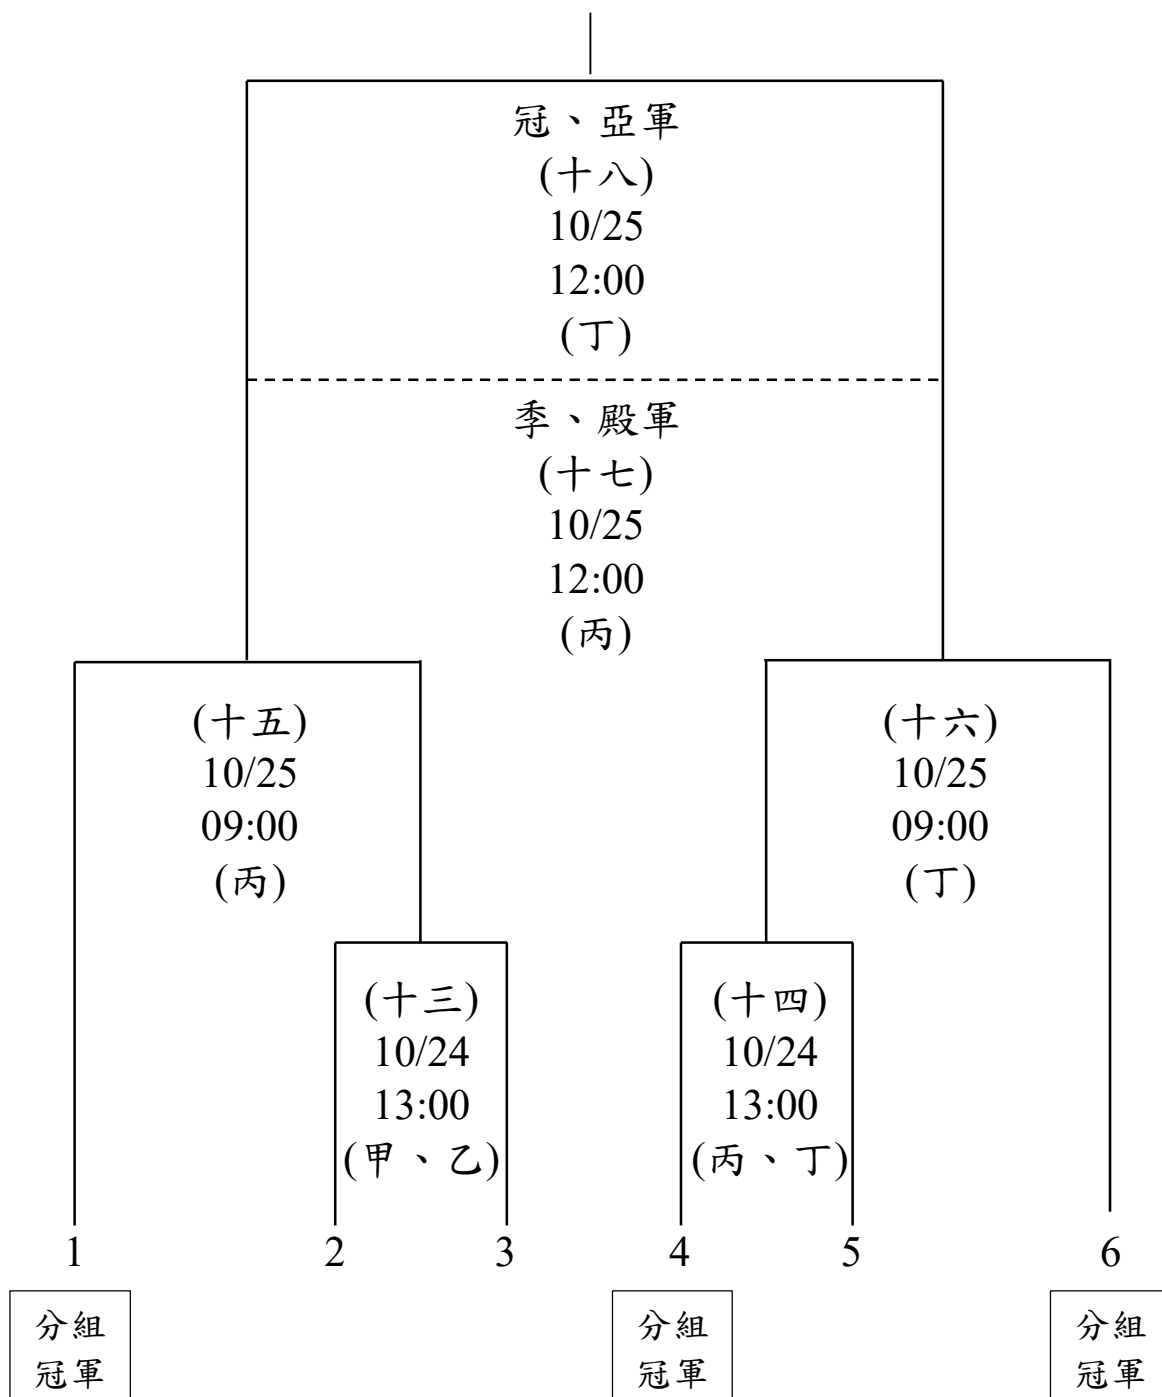 冠、亞軍
(十八)
10/25
12:00
(丁)
季、殿軍
(十七)
10/25
12:00
(丙)
(十五)
10/25
09:00
(丙)
(十六)
10/25
09:00
(丁)
(十三)
10/24
13:00
(甲、乙)
(十四)
10/24
13:00
(丙、丁)
1 2 3 4 5 6
分組
冠軍
分組
冠軍
分組
冠軍